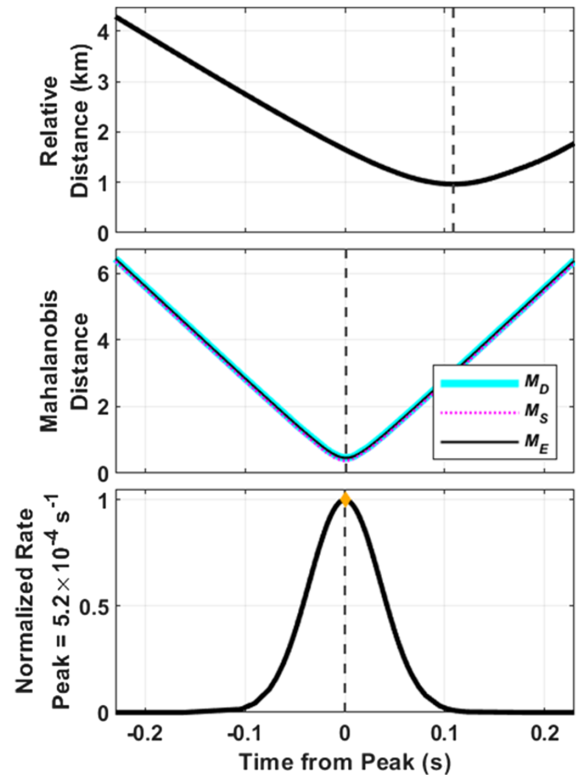 Relative
Distance (km)
4
3
2
1
0
Mahalanobis
Distance
6
4
2
0
M_D
M_S
M_E
Normalized Rate
Peak = 5.2×10⁻⁴ s⁻¹
1
0.5
0
-0.2 -0.1 0 0.1 0.2
Time from Peak (s)